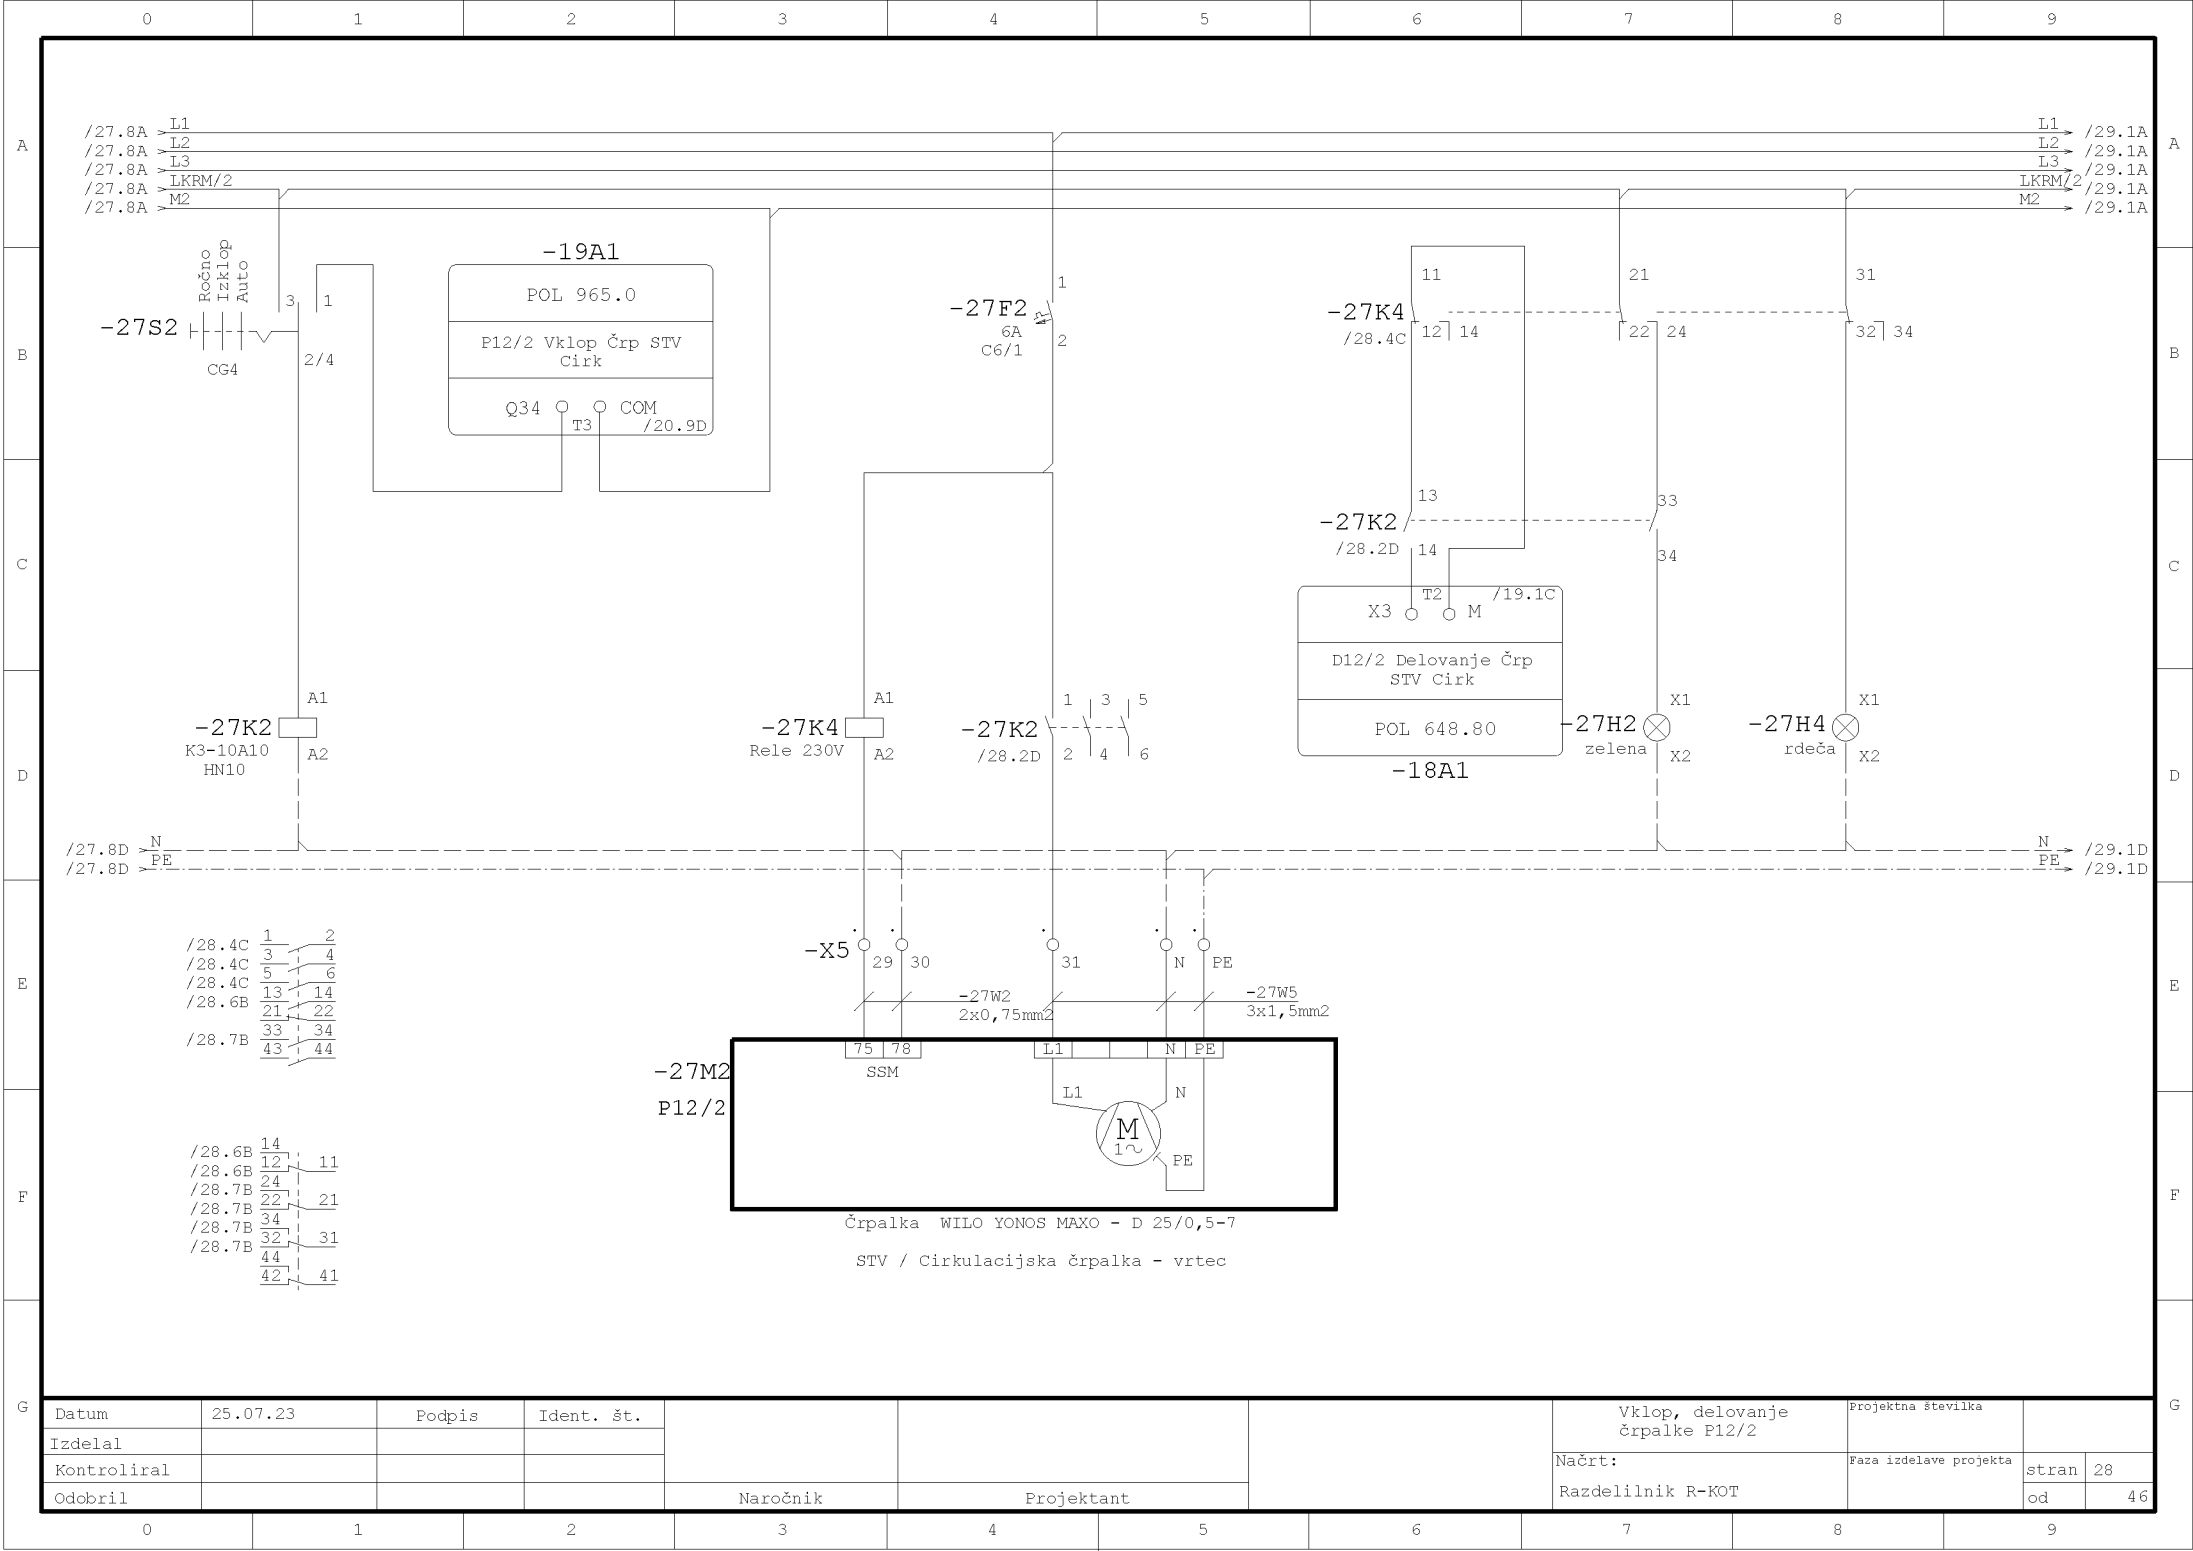 0 1 2 3 4 5 6 7 8 9
A A
B B
C C
D D
E E
F F
G G
/27.8A L1 L1 /29.1A
/27.8A L2 L2 /29.1A
/27.8A L3 L3 /29.1A
/27.8A LKRM/2 LKRM/2 /29.1A
/27.8A M2 M2 /29.1A
Ročno
Izklop
Auto
3 1
-27S2
CG4
2/4
-19A1
POL 965.0
P12/2 Vklop Črp STV
Cirk
Q34 COM
T3 /20.9D
1
-27F2
6A
C6/1
2
11 21 31
-27K4
/28.4C
12 14 22 24 32 34
13 33
-27K2
/28.2D
14 34
T2 /19.1C
X3 M
D12/2 Delovanje Črp
STV Cirk
POL 648.80
-18A1
A1
-27K2
K3-10A10
HN10
A2
A1
-27K4
Rele 230V
A2
1 3 5
-27K2
/28.2D
2 4 6
X1
-27H2
zelena
X2
X1
-27H4
rdeča
X2
/27.8D N N /29.1D
/27.8D PE PE /29.1D
/28.4C 1 2
/28.4C 3 4
/28.4C 5 6
/28.6B 13 14
21 22
/28.7B 33 34
43 44
-X5
29 30 31 N PE
-27W2
2x0,75mm2
-27W5
3x1,5mm2
75 78 L1 N PE
SSM
-27M2
P12/2
L1 N
M
1~
PE
/28.6B 14
/28.6B 12 11
/28.7B 24
/28.7B 22 21
/28.7B 34
/28.7B 32 31
44
42 41
Črpalka WILO YONOS MAXO - D 25/0,5-7
STV / Cirkulacijska črpalka - vrtec
Datum 25.07.23 Podpis Ident. št.
Izdelal
Kontroliral
Odobril
Naročnik Projektant
Vklop, delovanje
črpalke P12/2
Načrt:
Razdelilnik R-KOT
Projektna številka
Faza izdelave projekta
stran 28
od 46
0 1 2 3 4 5 6 7 8 9